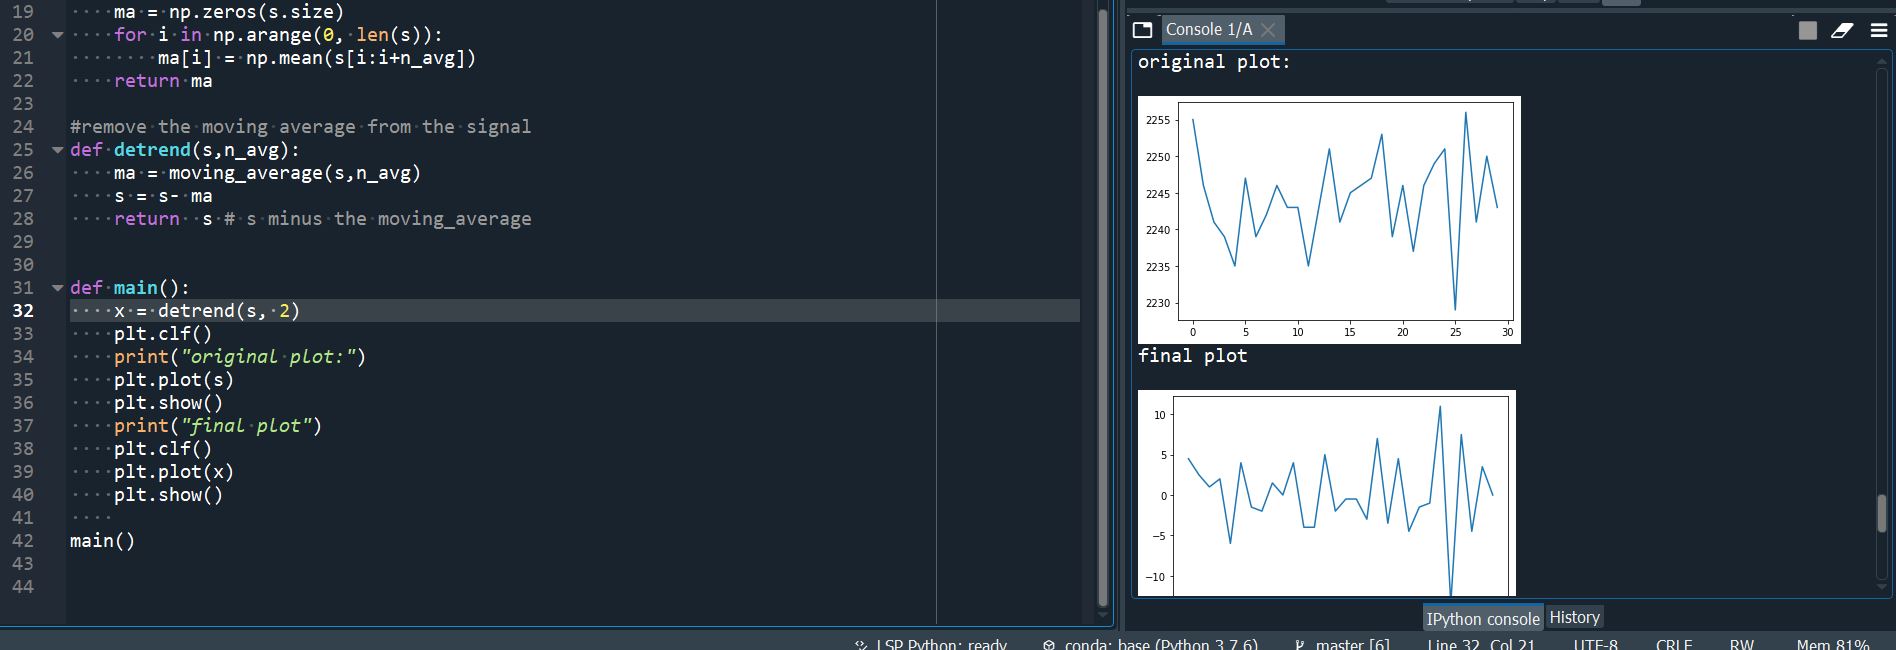 19 ma = np.zeros(s.size)
20 for i in np.arange(0, len(s)):
21 ma[i] = np.mean(s[i:i+n_avg])
22 return ma
23
24 #remove the moving average from the signal
25 def detrend(s,n_avg):
26 ma = moving_average(s,n_avg)
27 s = s- ma
28 return  s # s minus the moving_average
29
30
31 def main():
32 x = detrend(s, 2)
33 plt.clf()
34 print("original plot:")
35 plt.plot(s)
36 plt.show()
37 print("final plot")
38 plt.clf()
39 plt.plot(x)
40 plt.show()
41
42 main()
43
44
Console 1/A
original plot:
2255
2250
2245
2240
2235
2230
0 5 10 15 20 25 30
final plot
10
5
0
−5
−10
IPython console History
LSP Python: ready conda: base (Python 3.7.6) master [6] Line 32, Col 21 UTF-8 CRLF RW Mem 81%